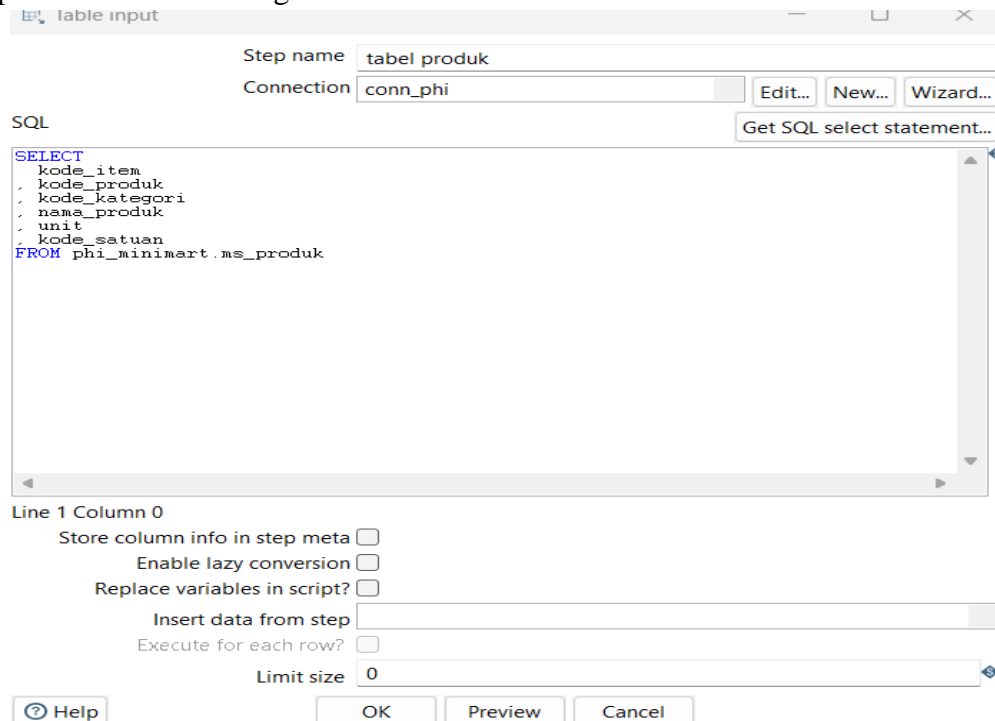 Table input
Step name tabel produk
Connection conn_phi Edit... New... Wizard...
SQL Get SQL select statement...
SELECT
kode_item
, kode_produk
, kode_kategori
, nama_produk
, unit
, kode_satuan
FROM phi_minimart.ms_produk
Line 1 Column 0
Store column info in step meta
Enable lazy conversion
Replace variables in script?
Insert data from step
Execute for each row?
Limit size 0
Help OK Preview Cancel